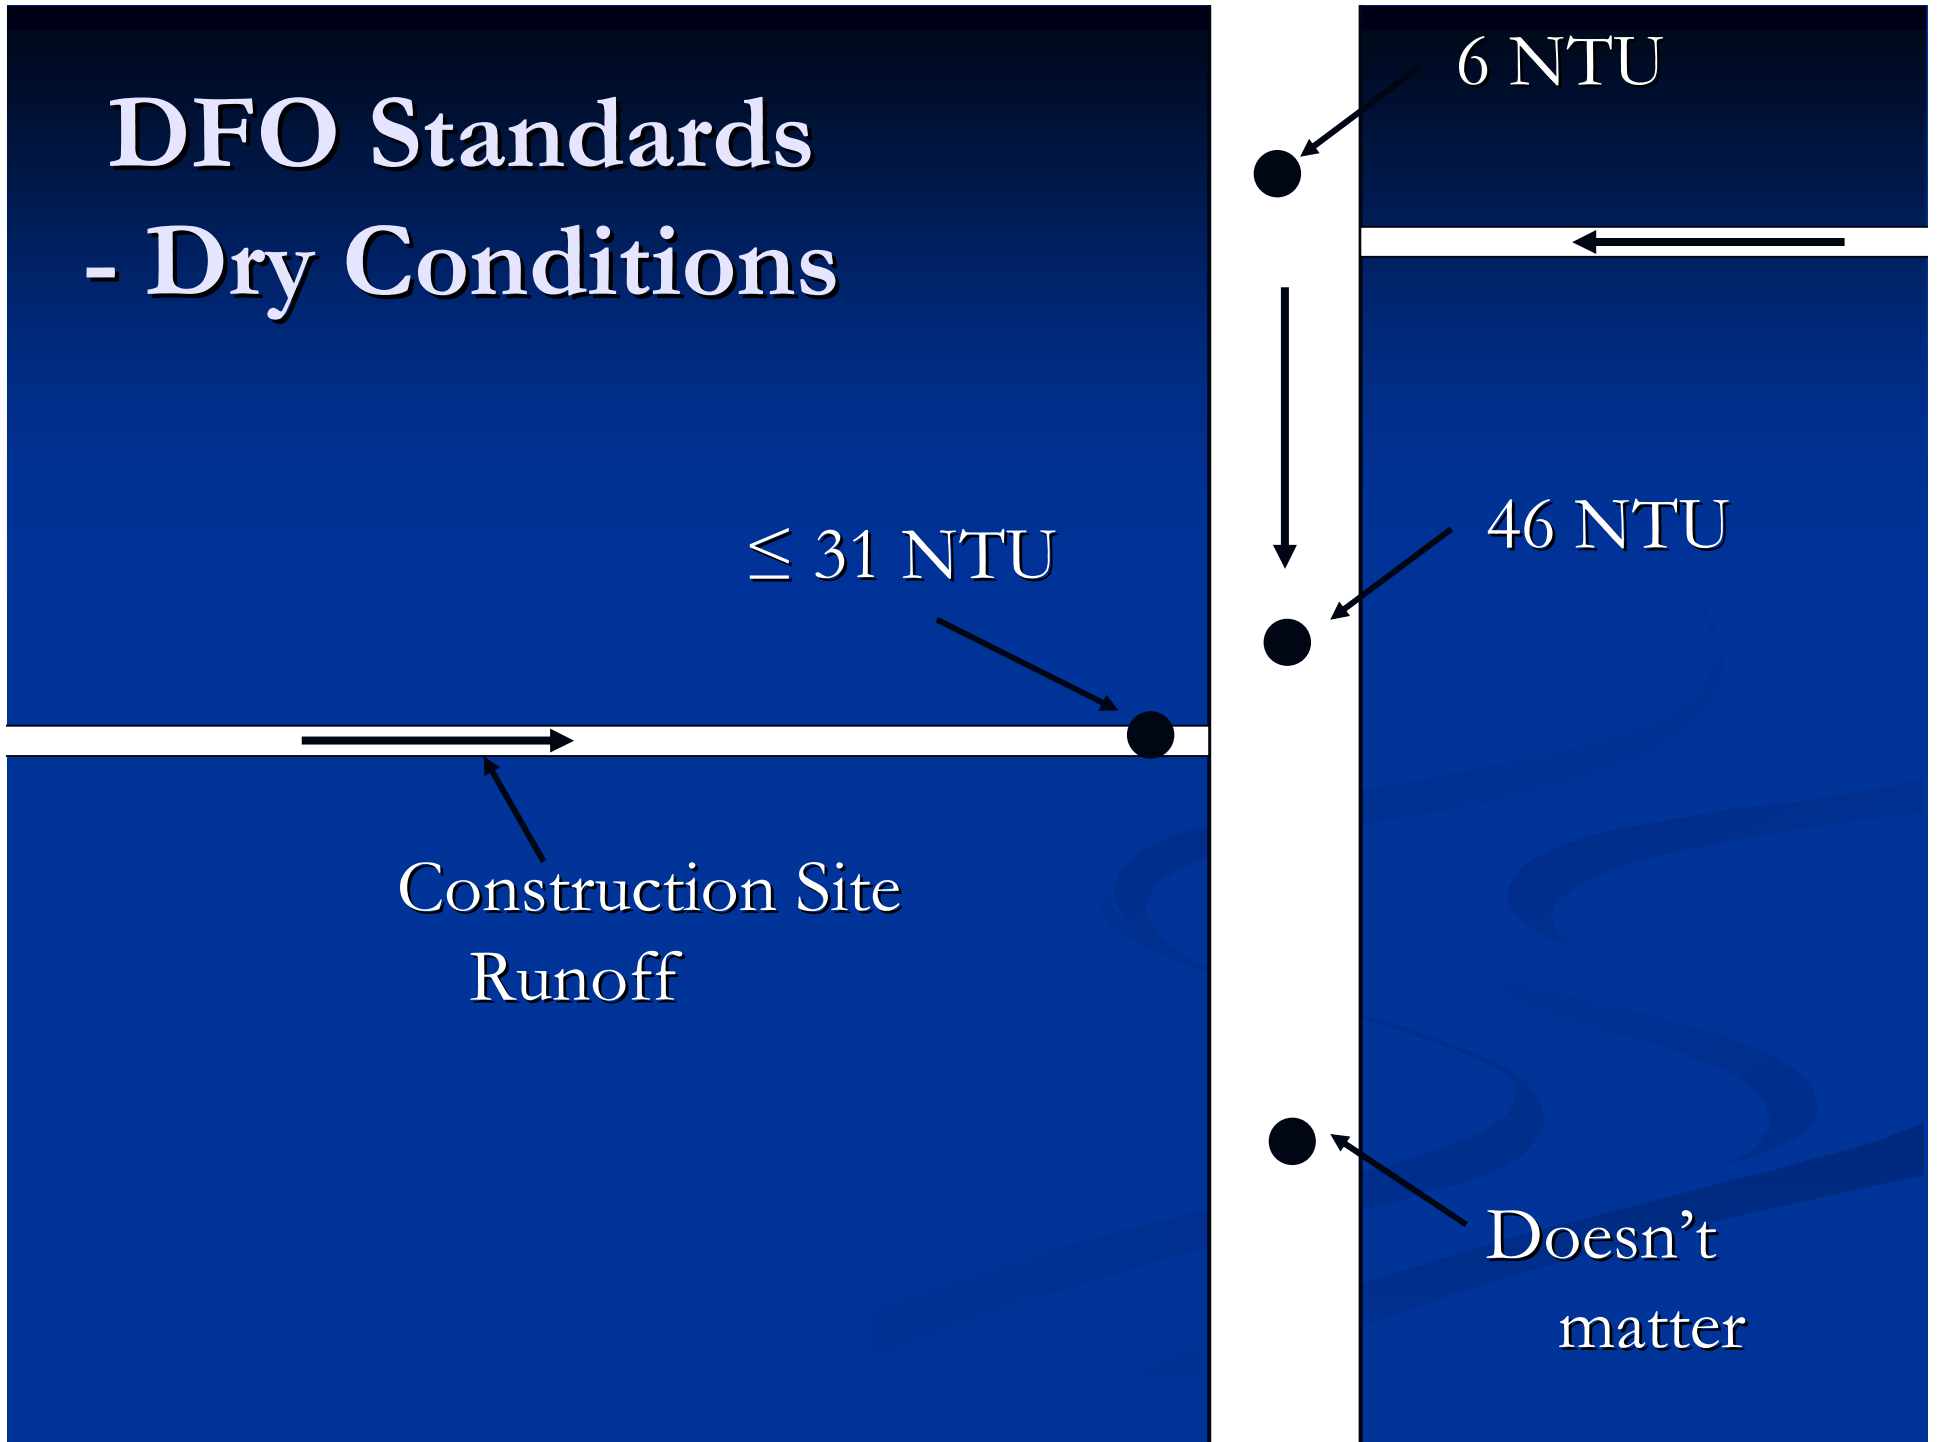 DFO Standards
- Dry Conditions
6 NTU
46 NTU
≤ 31 NTU
Construction Site
Runoff
Doesn’t
matter